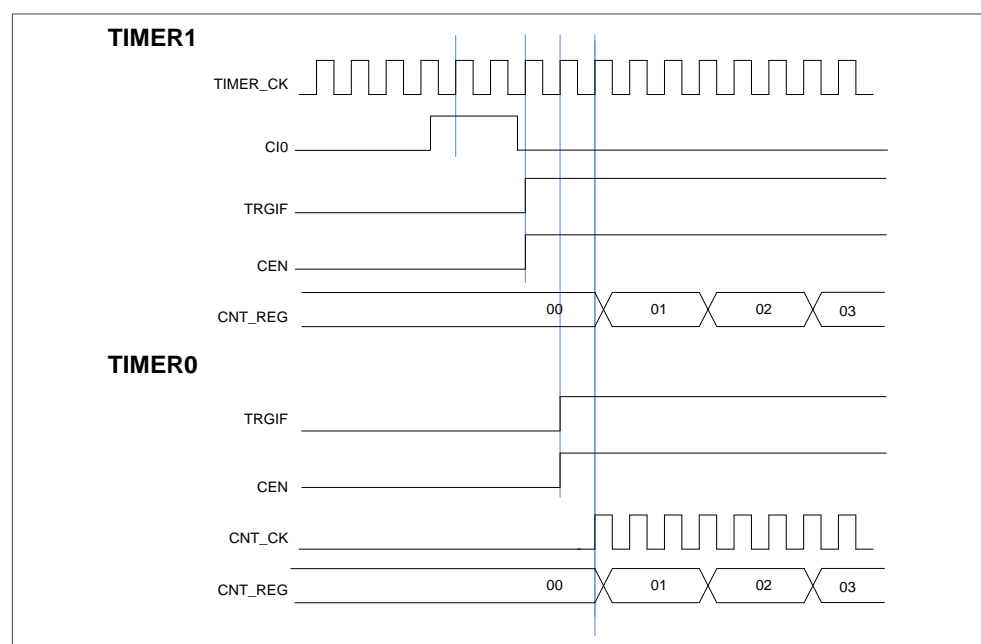 TIMER1
TIMER_CK
CI0
TRGIF
CEN
CNT_REG 00 01 02 03
TIMER0
TRGIF
CEN
CNT_CK
CNT_REG 00 01 02 03